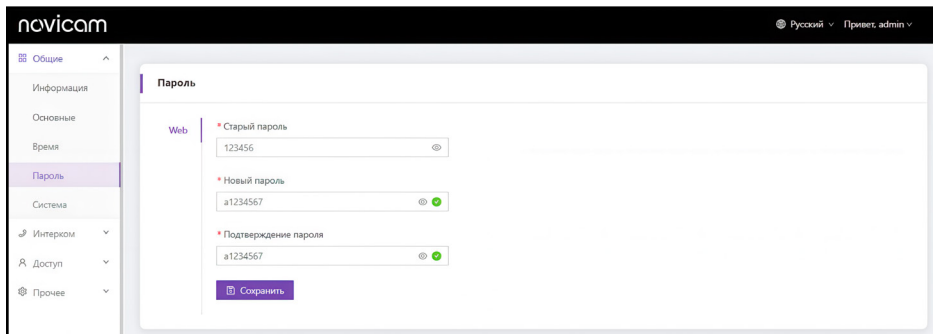 novicam
Русский Привет, admin
Общие
Информация
Основные
Время
Пароль
Система
Интерком
Доступ
Прочее
Пароль
Web
* Старый пароль
123456
* Новый пароль
a1234567
* Подтверждение пароля
a1234567
Сохранить